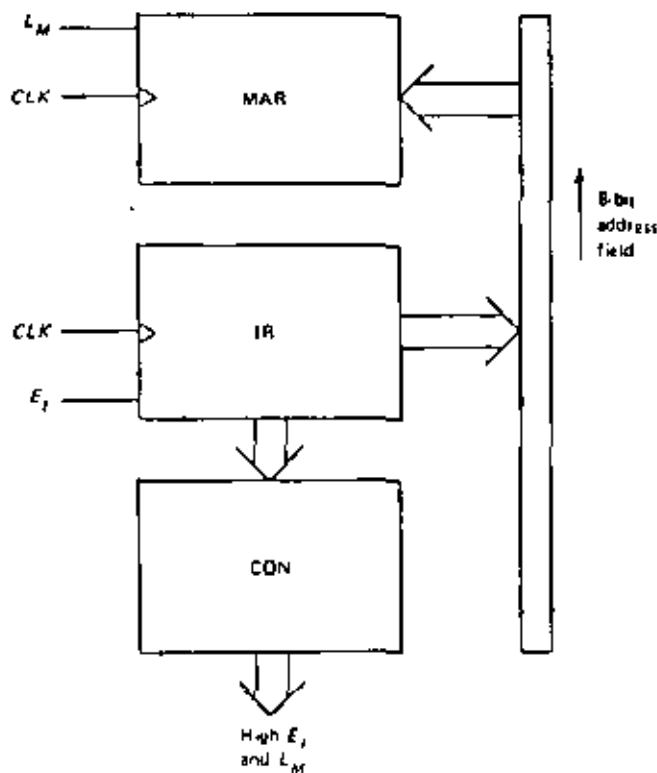 L_M
CLK
MAR
8-bit
address
field
CLK
IR
E_I
CON
High E_I
and L_M